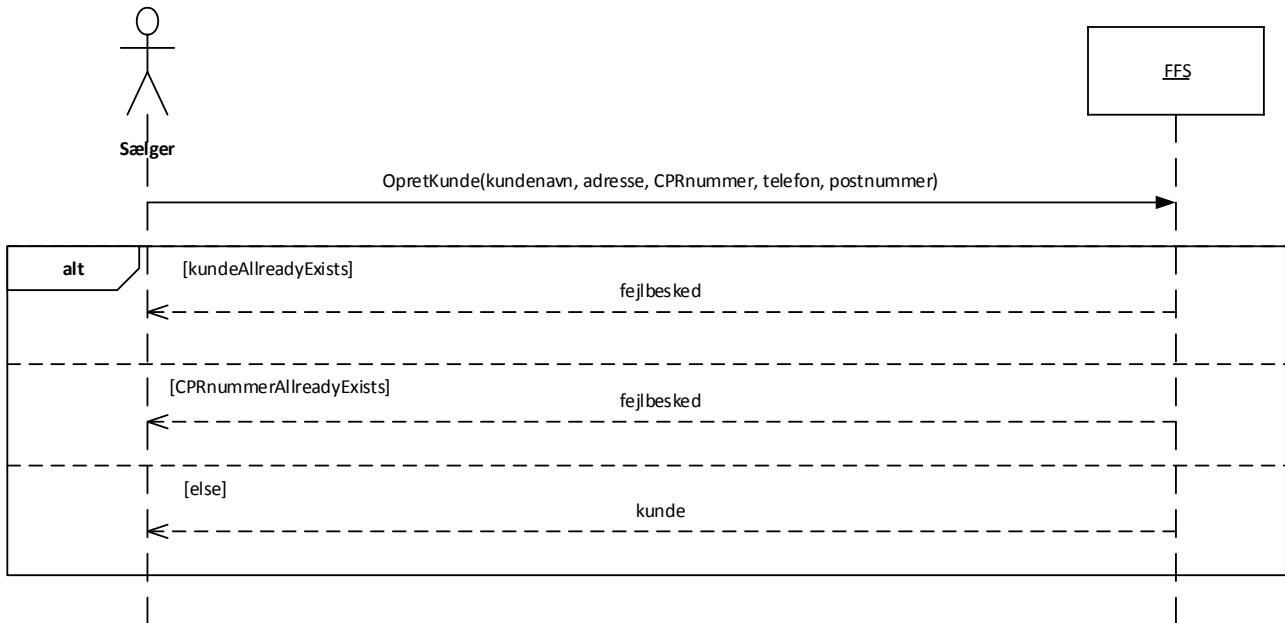 FFS
Sælger
OpretKunde(kundenavn, adresse, CPRnummer, telefon, postnummer)
alt
[kundeAllreadyExists]
fejlbesked
[CPRnummerAllreadyExists]
fejlbesked
[else]
kunde